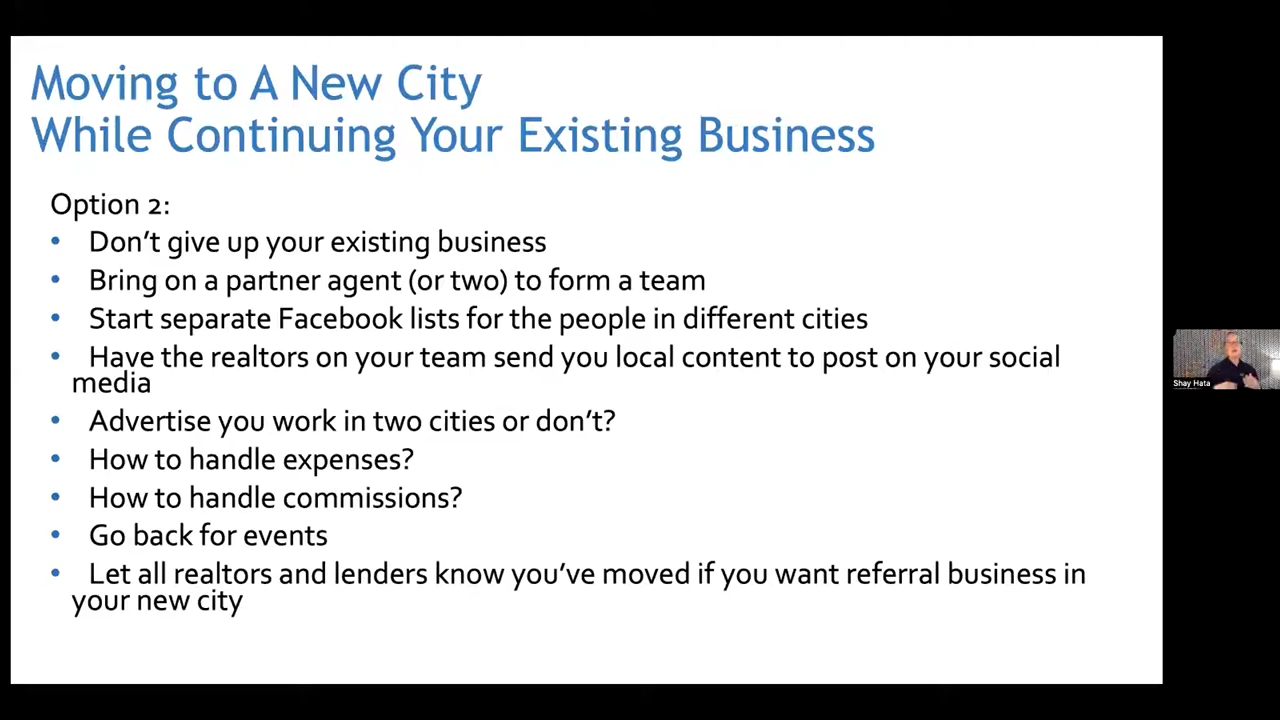 Moving to A New City
While Continuing Your Existing Business
Option 2:
• Don't give up your existing business
• Bring on a partner agent (or two) to form a team
• Start separate Facebook lists for the people in different cities
• Have the realtors on your team send you local content to post on your social
media
• Advertise you work in two cities or don't?
• How to handle expenses?
• How to handle commissions?
• Go back for events
• Let all realtors and lenders know you've moved if you want referral business in
your new city
Shay Hata